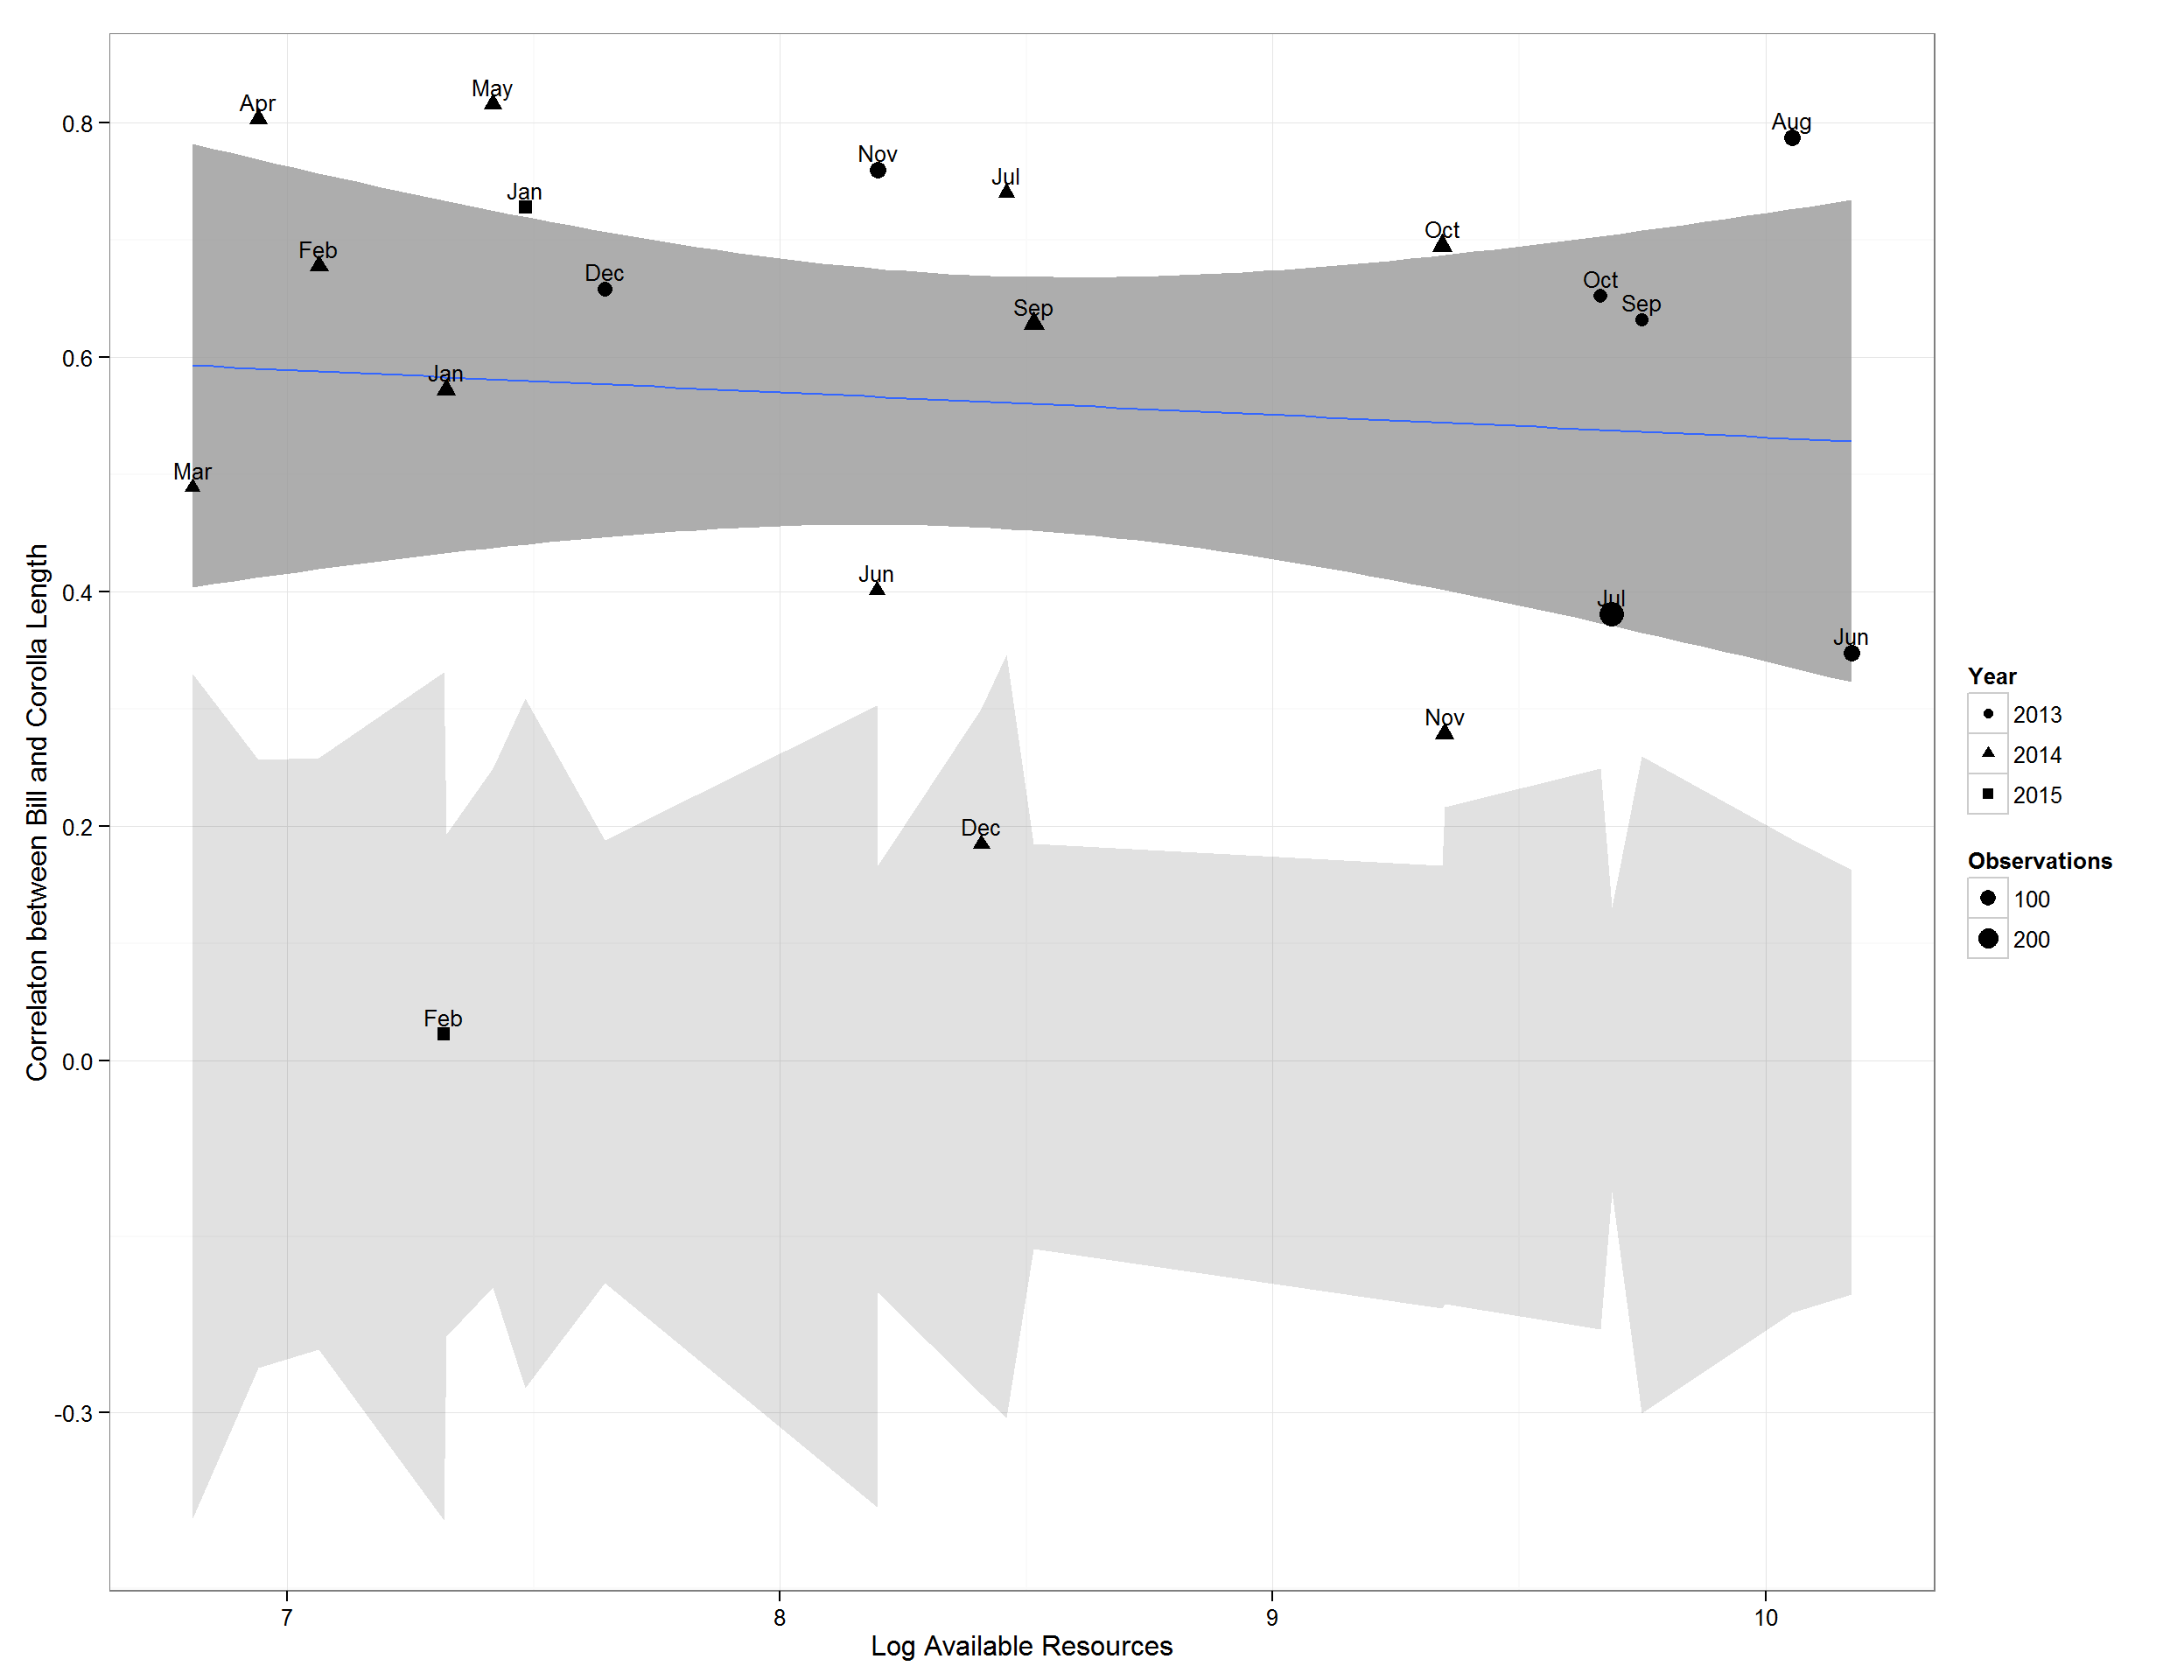 Apr
May
0.8
Aug
Nov
Jul
Jan
Feb
Oct
Dec
Oct
Sep
Sep
0.6
Jan
Mar
Jun
0.4
Jul
Jun
Nov
0.2
Dec
Feb
0.0
-0.3
7
8
9
10
Log Available Resources
Correlaton between Bill and Corolla Length
Year
2013
2014
2015
Observations
100
200